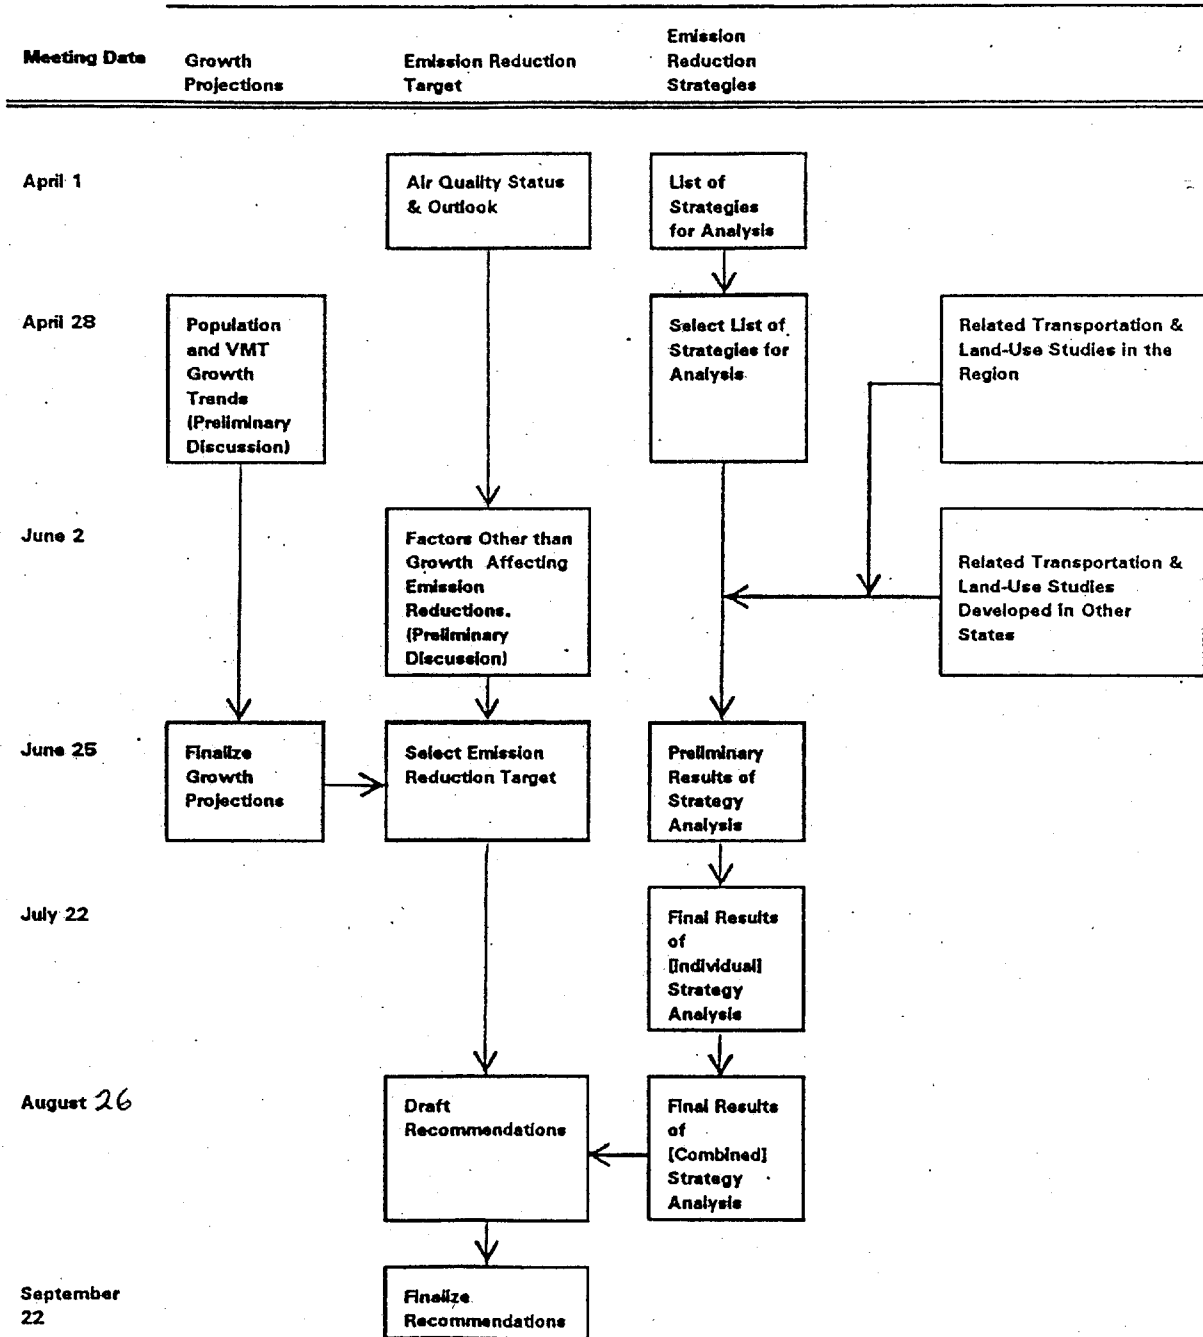 Meeting Date
Growth
Projections
Emission Reduction
Target
Emission
Reduction
Strategies
April 1
Air Quality Status
& Outlook
List of
Strategies
for Analysis
April 28
Population
and VMT
Growth
Trends
(Preliminary
Discussion)
Select List of
Strategies for
Analysis
Related Transportation &
Land-Use Studies in the
Region
June 2
Factors Other than
Growth Affecting
Emission
Reductions.
(Preliminary
Discussion)
Related Transportation &
Land-Use Studies
Developed in Other
States
June 25
Finalize
Growth
Projections
Select Emission
Reduction Target
Preliminary
Results of
Strategy
Analysis
July 22
Final Results
of
[Individual]
Strategy
Analysis
August 26
Draft
Recommendations
Final Results
of
[Combined]
Strategy
Analysis
September
22
Finalize
Recommendations